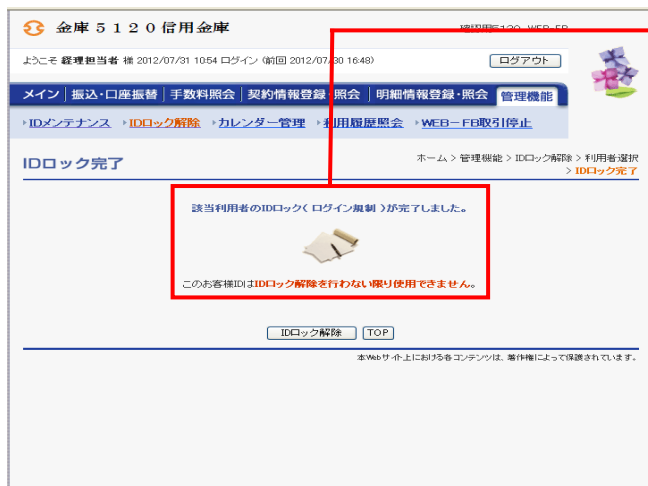 金庫５１２０信用金庫
確認用5120 WEB-FB
ようこそ 経理担当者 様 2012/07/31 10:54 ログイン (前回 2012/07/30 16:48)
ログアウト
メイン 振込・口座振替 手数料照会 契約情報登録・照会 明細情報登録・照会 管理機能
IDメンテナンス IDロック解除 カレンダー管理 利用履歴照会 WEB－FB取引停止
IDロック完了
ホーム > 管理機能 > IDロック解除 > 利用者選択
> IDロック完了
該当利用者のIDロック( ログイン規制 )が完了しました。
このお客様IDはIDロック解除を行わない限り使用できません。
IDロック解除 TOP
本Webサイト上における各コンテンツは、著作権によって保護されています。